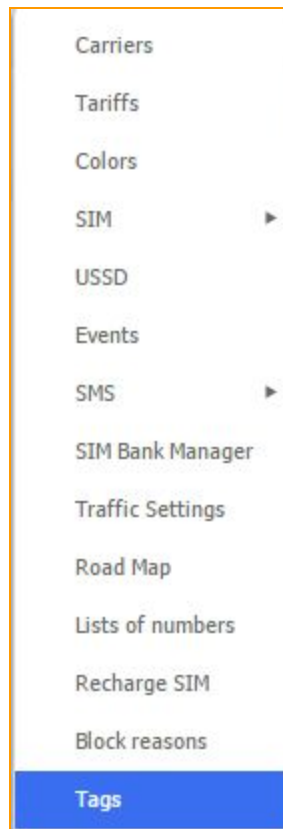 Carriers
Tariffs
Colors
SIM
USSD
Events
SMS
SIM Bank Manager
Traffic Settings
Road Map
Lists of numbers
Recharge SIM
Block reasons
Tags